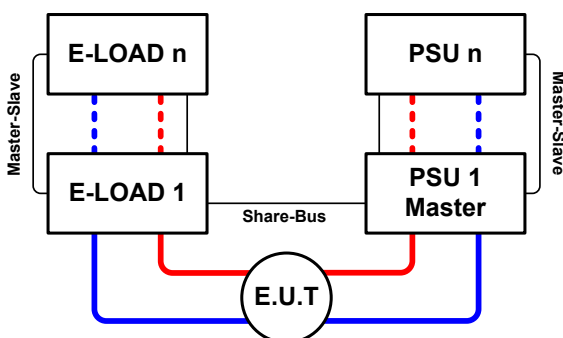 E-LOAD n
PSU n
Master-Slave
Master-Slave
E-LOAD 1
PSU 1
Master
Share-Bus
E.U.T